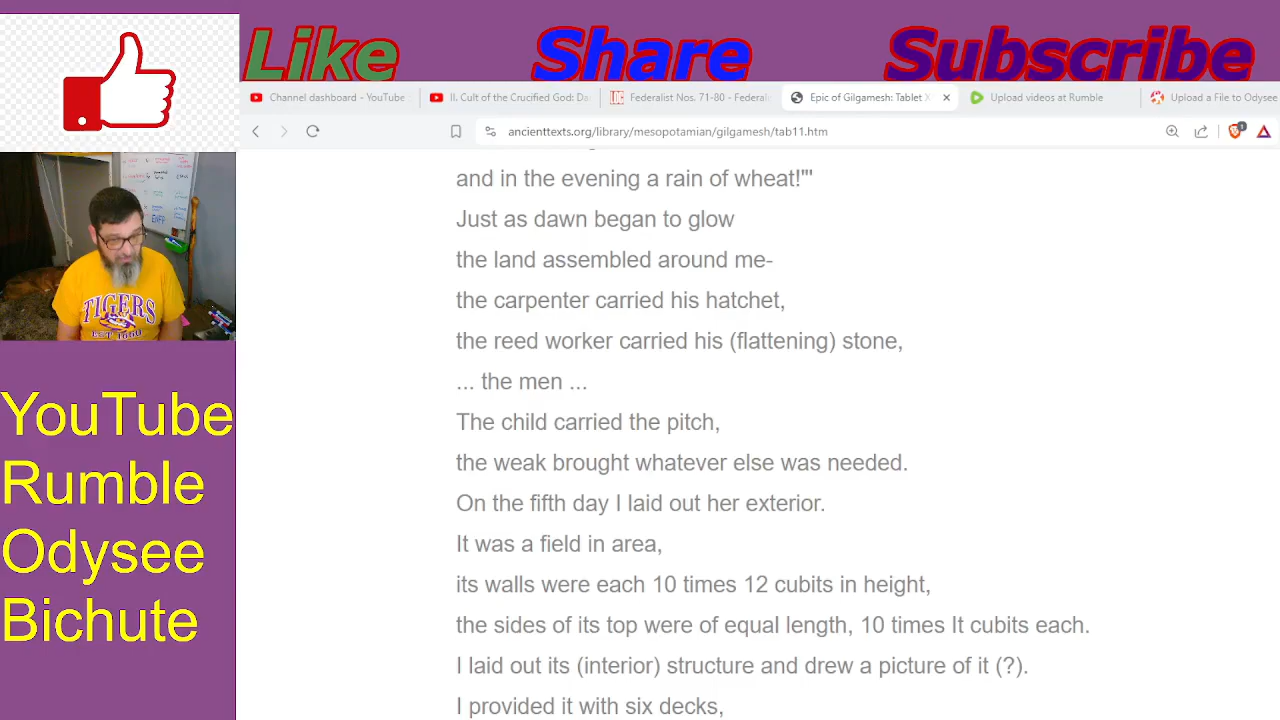 Like Share Subscribe
Channel dashboard - YouTube
II. Cult of the Crucified God: Da
Federalist Nos. 71-80 - Federal
Epic of Gilgamesh: Tablet X
Upload videos at Rumble
Upload a File to Odysee
ancienttexts.org/library/mesopotamian/gilgamesh/tab11.htm
1
and in the evening a rain of wheat!"'
Just as dawn began to glow
the land assembled around me-
the carpenter carried his hatchet,
the reed worker carried his (flattening) stone,
... the men ...
The child carried the pitch,
the weak brought whatever else was needed.
On the fifth day I laid out her exterior.
It was a field in area,
its walls were each 10 times 12 cubits in height,
the sides of its top were of equal length, 10 times It cubits each.
I laid out its (interior) structure and drew a picture of it (?).
I provided it with six decks,
TIGERS
YouTube
Rumble
Odysee
Bichute